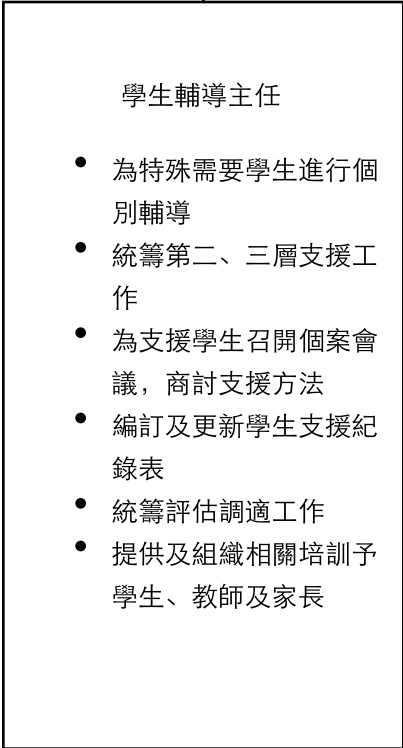 學生輔導主任
• 為特殊需要學生進行個
別輔導
• 統籌第二、三層支援工
作
• 為支援學生召開個案會
議，商討支援方法
• 編訂及更新學生支援紀
錄表
• 統籌評估調適工作
• 提供及組織相關培訓予
學生、教師及家長